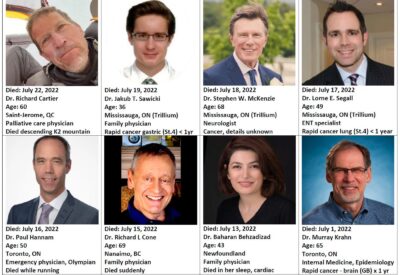 Died: July 22, 2022
Dr. Richard Cartier
Age: 60
Saint-Jerome, QC
Palliative care physician
Died descending K2 mountain
Died: July 19, 2022
Dr. Jakub T. Sawicki
Age: 36
Mississauga, ON (Trillium)
Family physician
Rapid cancer gastric (St.4) < 1yr
Died: July 18, 2022
Dr. Stephen W. McKenzie
Age: 68
Mississauga, ON (Trillium)
Neurologist
Cancer, details unknown
Died: July 17, 2022
Dr. Lorne E. Segall
Age: 49
Mississauga, ON (Trillium)
ENT specialist
Rapid cancer lung (St.4) < 1 year
Died: July 16, 2022
Dr. Paul Hannam
Age: 50
Toronto, ON
Emergency physician, Olympian
Died while running
Died: July 15, 2022
Dr. Richard I Cone
Age: 69
Nanaimo, BC
Family physician
Died suddenly
Died: July 13, 2022
Dr. Baharan Behzadizad
Age: 43
Newfoundland
Family physician
Died in her sleep, cardiac
Died: July 1, 2022
Dr. Murray Krahn
Age: 65
Toronto, ON
Internal Medicine, Epidemiology
Rapid cancer - brain (GB) x 1 yr